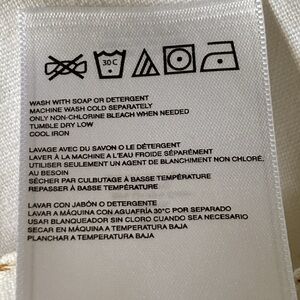 30 C
WASH WITH SOAP OR DETERGENT
MACHINE WASH COLD SEPARATELY
ONLY NON-CHLORINE BLEACH WHEN NEEDED
TUMBLE DRY LOW
COOL IRON
LAVAGE AVEC DU SAVON O LE DETERGENT
LAVER À LA MACHINE A L'EAU FROIDE SÉPARÉMENT
UTILISER SEULEMENT UN AGENT DE BLANCHIMENT NON CHLORÉ,
AU BESOIN
SÉCHER PAR CULBUTAGE À BASSE TEMPÉRATURE
REPASSER À BASSE TEMPÉRATURE
LAVAR CON JABÓN O DETERGENTE
LAVAR A MÁQUINA CON AGUAFRÍA 30°C POR SEPARADO
USAR BLANQUEADOR SIN CLORO CUANDO SEA NECESARIO
SECAR EN MÁQUINA A TEMPERATURA BAJA
PLANCHAR A TEMPERATURA BAJA